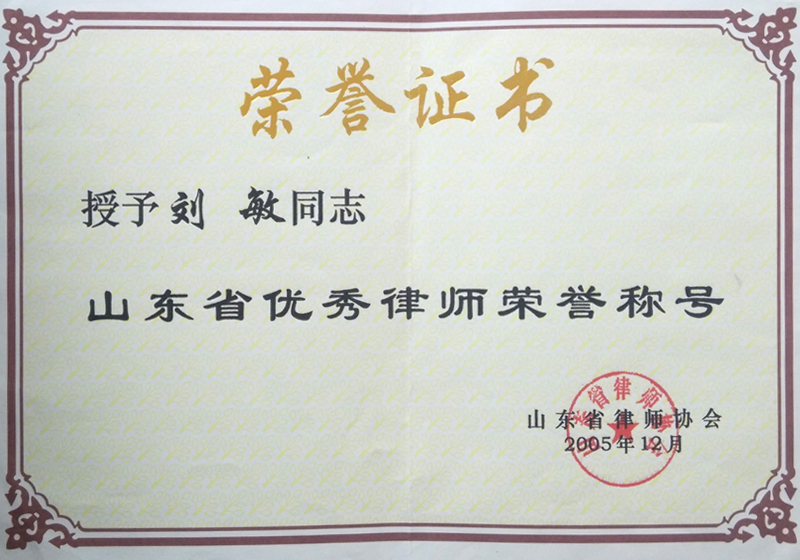 荣誉证书
授予刘 敏同志
山东省优秀律师荣誉称号
山东省律师协会
2005年12月